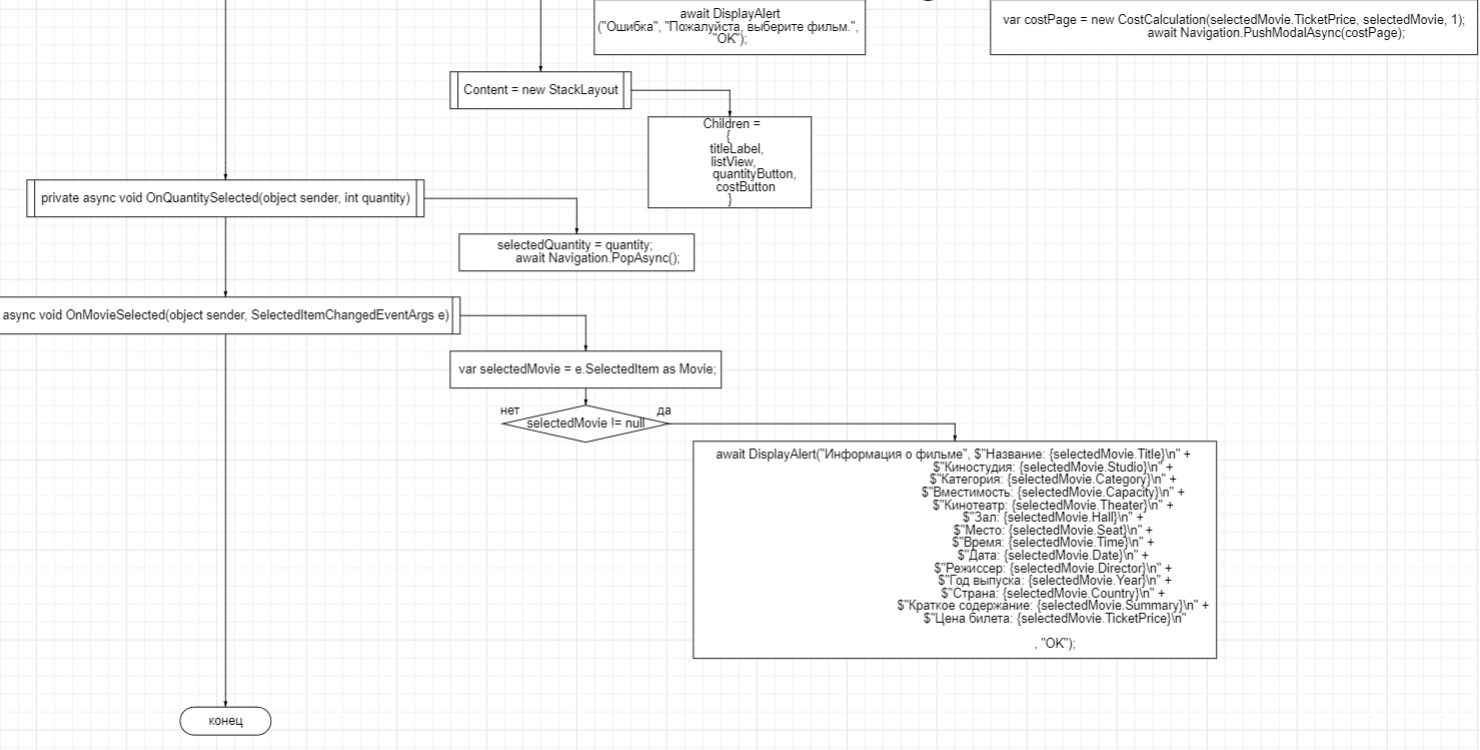 await DisplayAlert
("Ошибка", "Пожалуйста, выберите фильм.",
"OK");
var costPage = new CostCalculation(selectedMovie.TicketPrice, selectedMovie, 1);
await Navigation.PushModalAsync(costPage);
Content = new StackLayout
Children =
{
titleLabel,
listView,
quantityButton,
costButton
}
private async void OnQuantitySelected(object sender, int quantity)
selectedQuantity = quantity;
await Navigation.PopAsync();
async void OnMovieSelected(object sender, SelectedItemChangedEventArgs e)
var selectedMovie = e.SelectedItem as Movie;
нет
да
selectedMovie != null
await DisplayAlert("Информация о фильме", $"Название: {selectedMovie.Title}\n" +
$"Киностудия: {selectedMovie.Studio}\n" +
$"Категория: {selectedMovie.Category}\n" +
$"Вместимость: {selectedMovie.Capacity}\n" +
$"Кинотеатр: {selectedMovie.Theater}\n" +
$"Зал: {selectedMovie.Hall}\n" +
$"Место: {selectedMovie.Seat}\n" +
$"Время: {selectedMovie.Time}\n" +
$"Дата: {selectedMovie.Date}\n" +
$"Режиссер: {selectedMovie.Director}\n" +
$"Год выпуска: {selectedMovie.Year}\n" +
$"Страна: {selectedMovie.Country}\n" +
$"Краткое содержание: {selectedMovie.Summary}\n" +
$"Цена билета: {selectedMovie.TicketPrice}\n"
, "OK");
конец